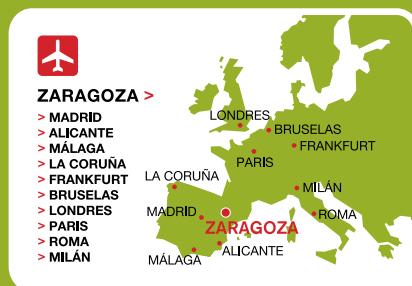 ZARAGOZA >
> MADRID
> ALICANTE
> MÁLAGA
> LA CORUÑA
> FRANKFURT
> BRUSELAS
> LONDRES
> PARIS
> ROMA
> MILÁN
LONDRES
BRUSELAS
FRANKFURT
PARIS
LA CORUÑA
MILÁN
MADRID
ROMA
ZARAGOZA
ALICANTE
MÁLAGA